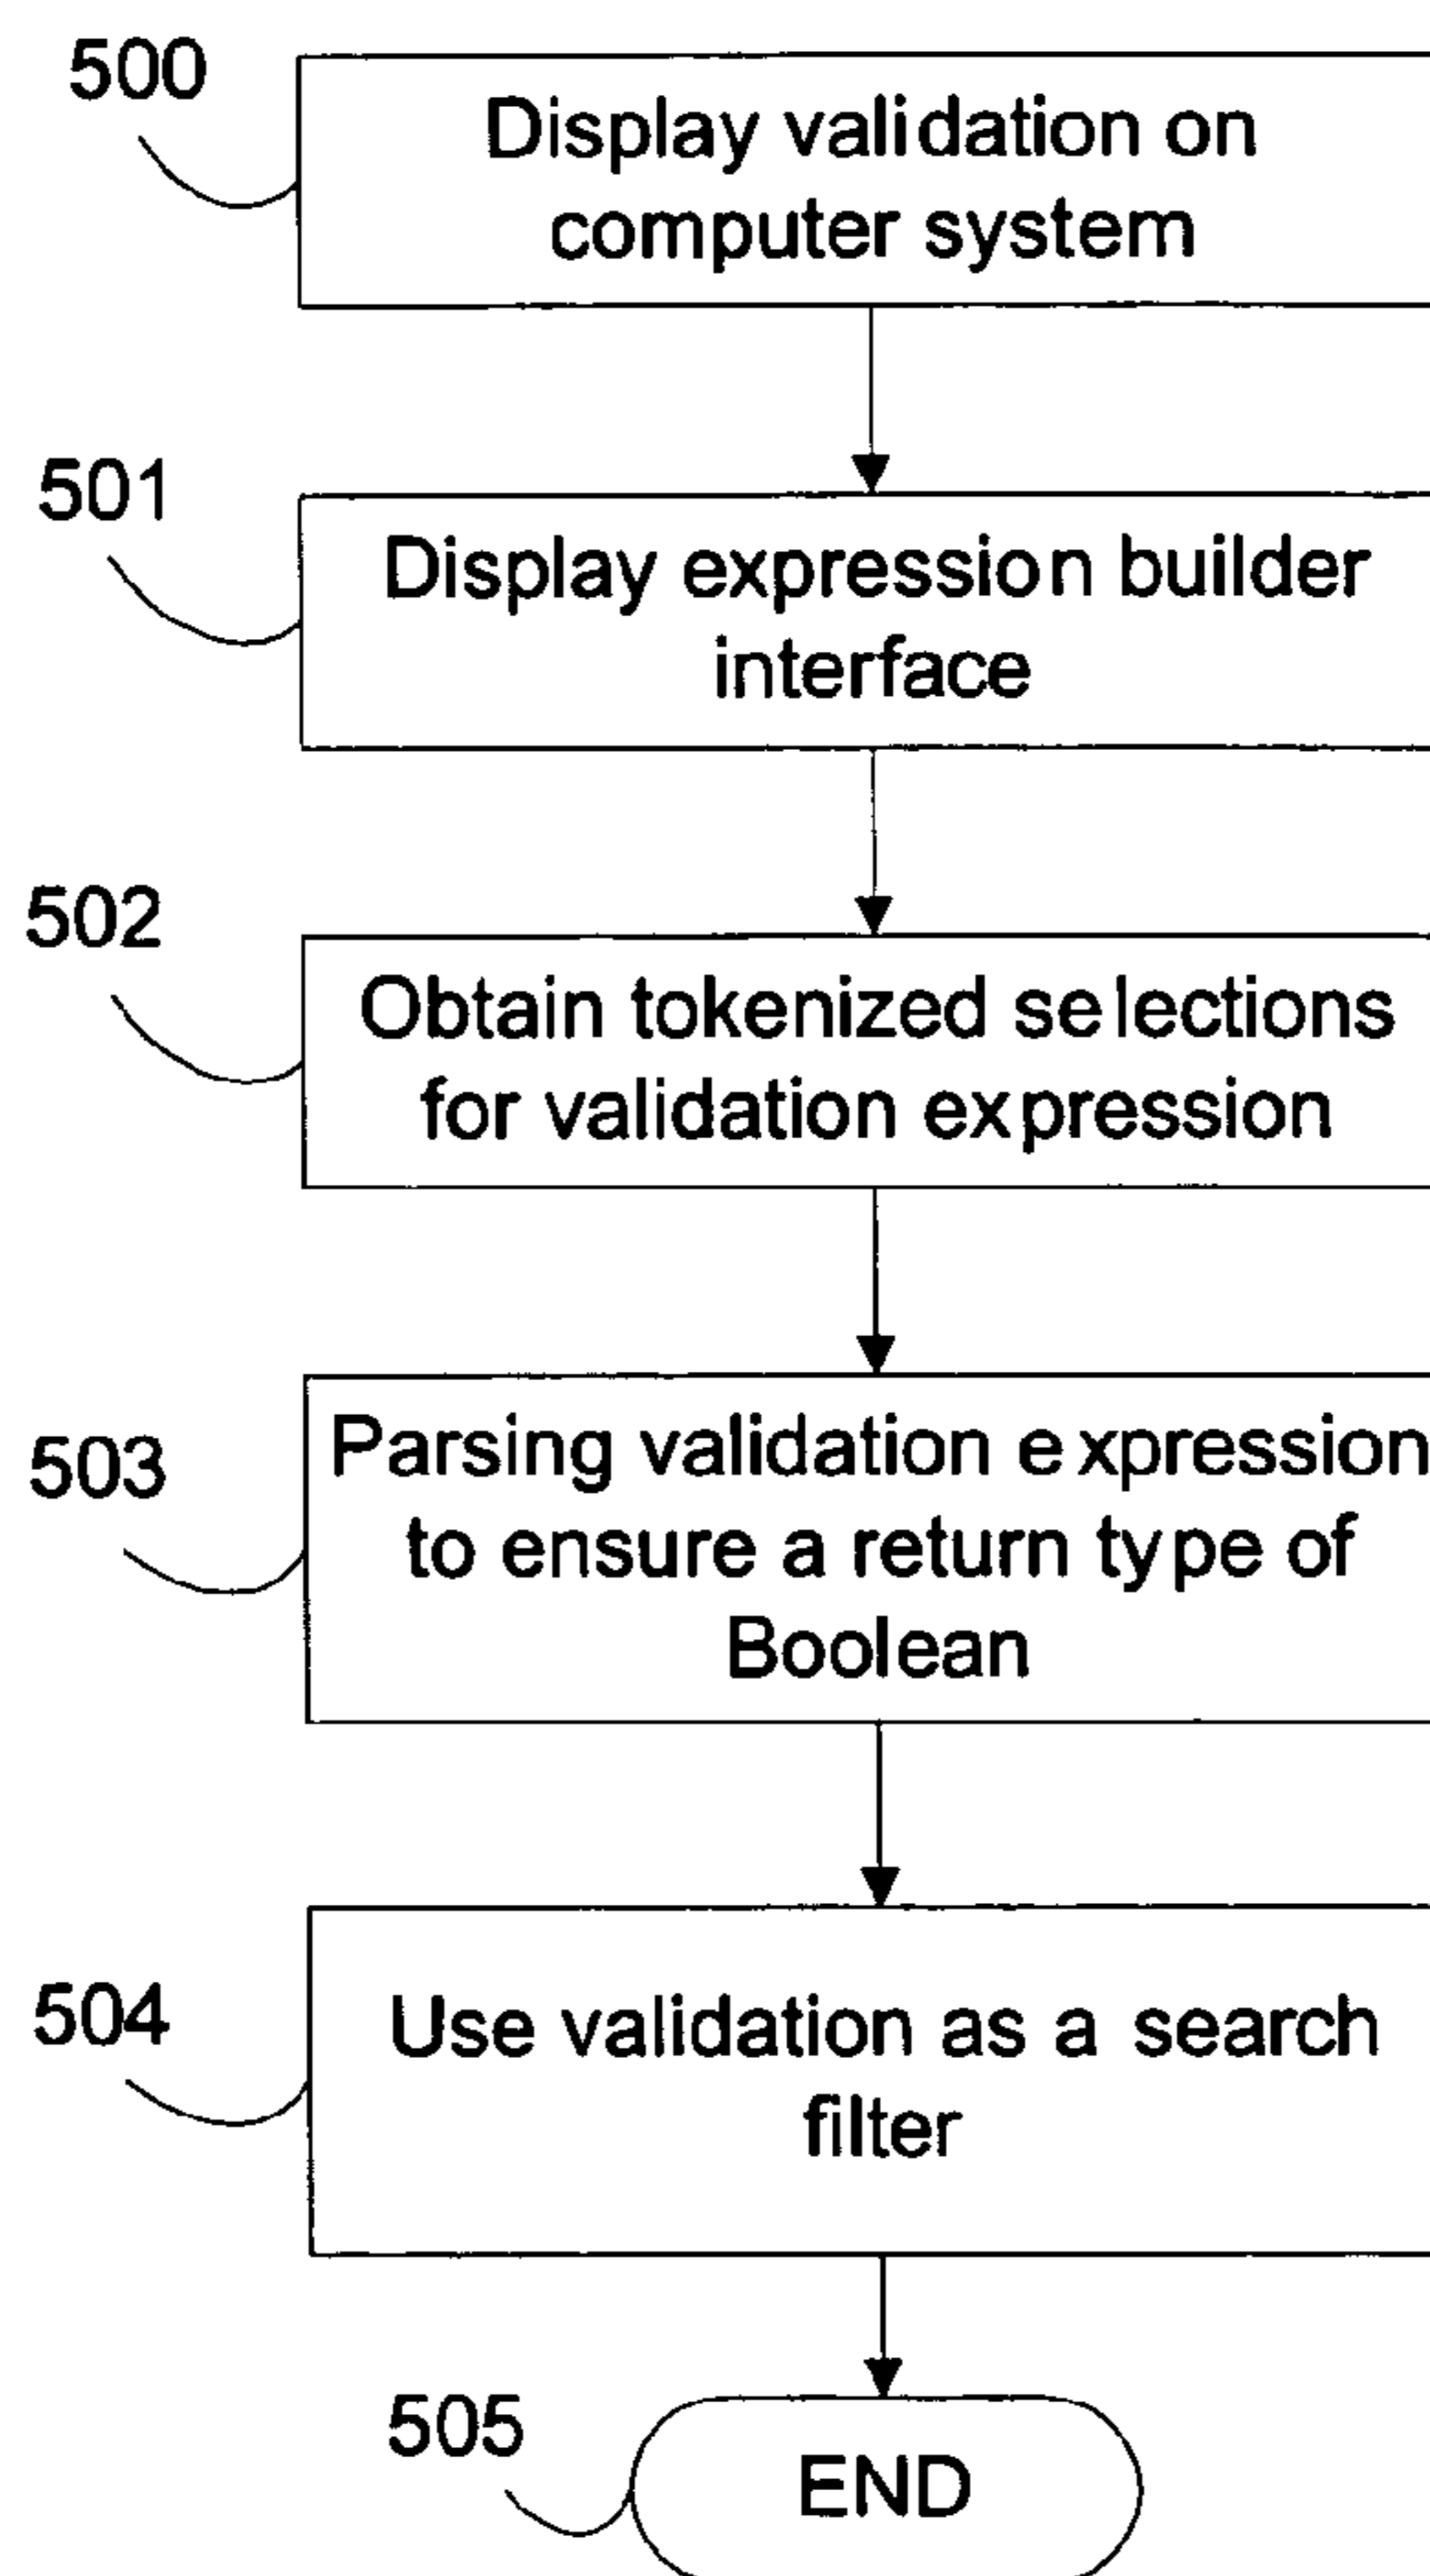 500
Display validation on
computer system
501
Display expression builder
interface
502
Obtain tokenized selections
for validation expression
503
Parsing validation expression
to ensure a return type of
Boolean
504
Use validation as a search
filter
505
END